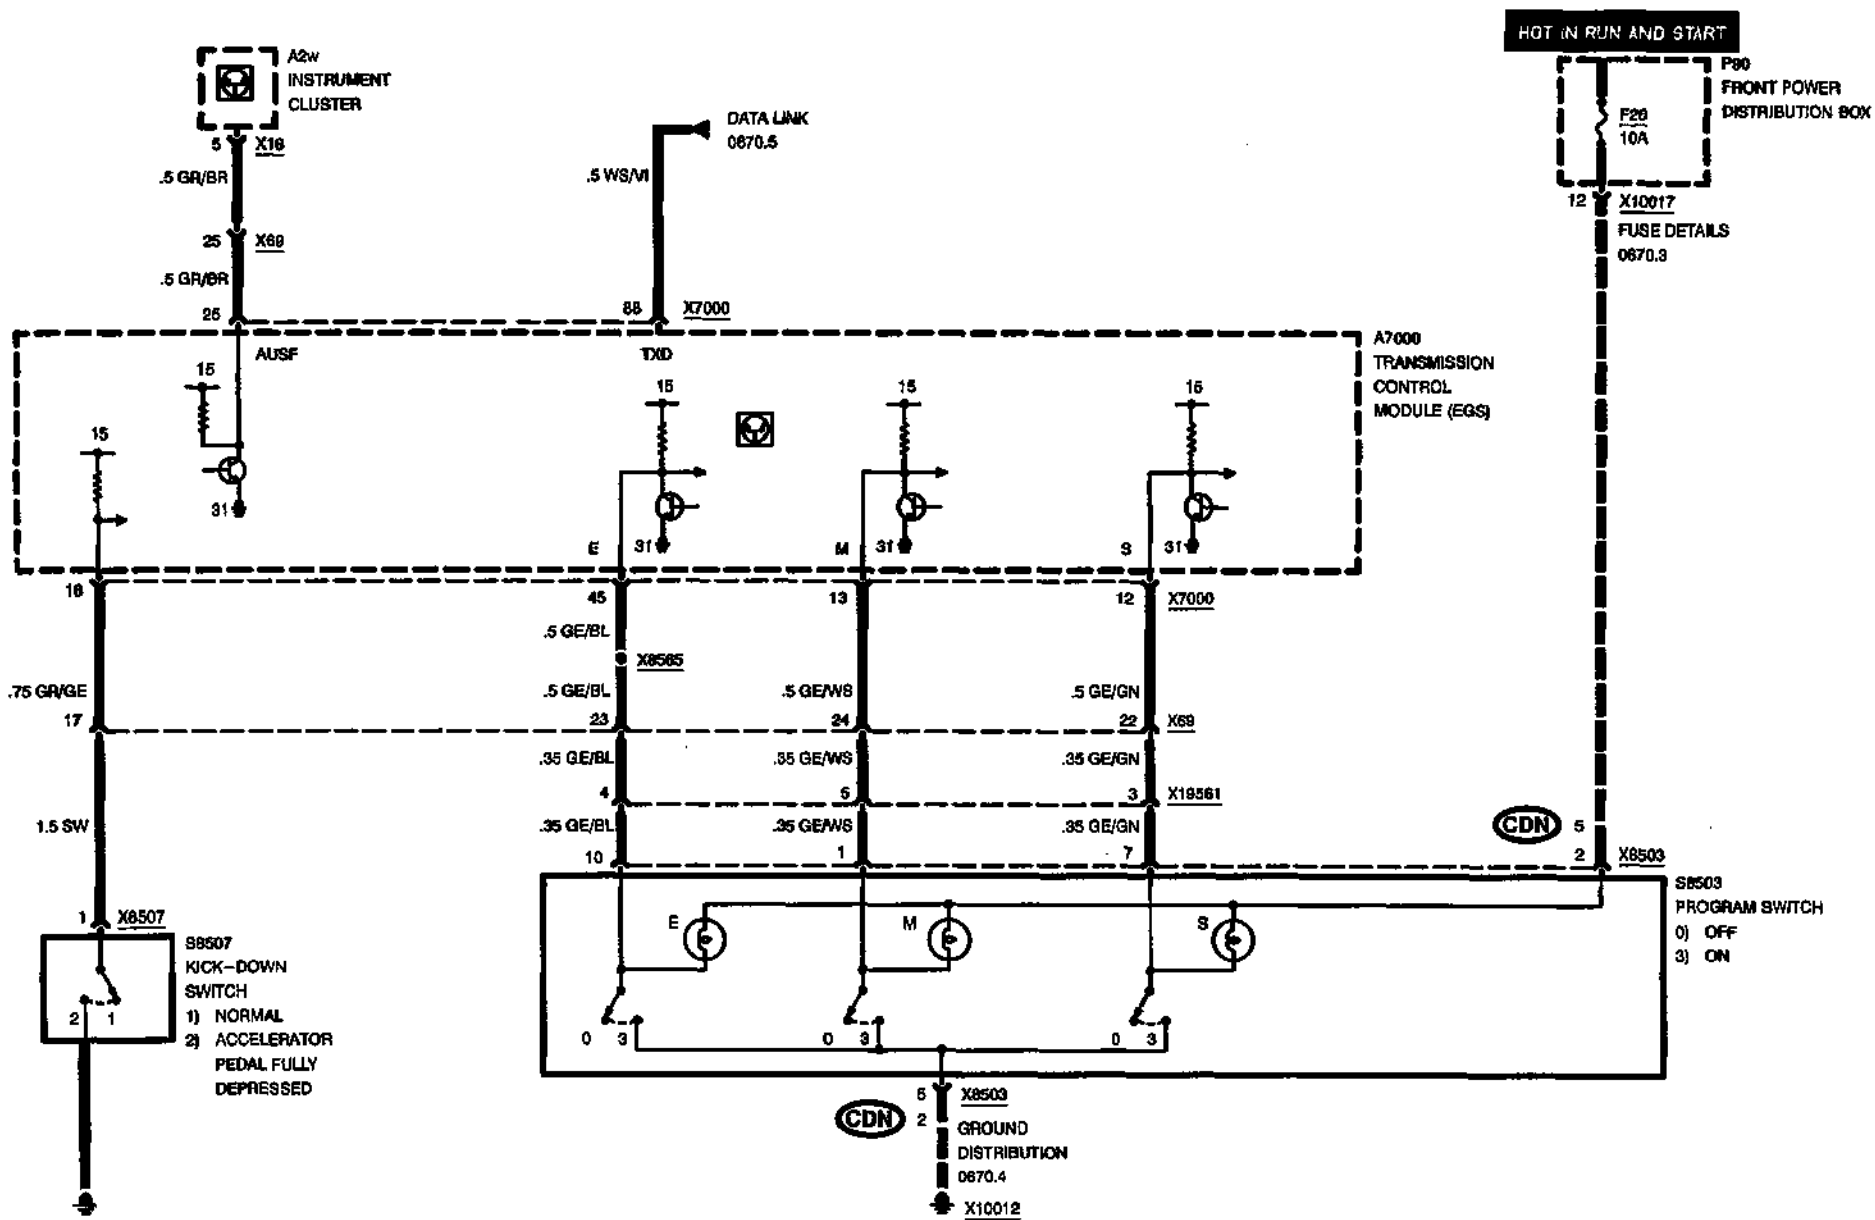 HOT IN RUN AND START
A2w
INSTRUMENT
CLUSTER
P90
FRONT POWER
DISTRIBUTION BOX
F26
10A
DATA LINK
0670.5
5 X16
.5 GR/BR
.5 WS/VI
12 X10017
FUSE DETAILS
0670.3
25 X69
.5 GR/BR
25
88 X7000
AUSF
TXD
A7000
TRANSMISSION
CONTROL
MODULE (EGS)
15
15
15
15
15
31
E
31
M
31
S
31
18
45
13
12 X7000
.5 GE/BL
X8565
.75 GR/GE
.5 GE/BL
.5 GE/WS
.5 GE/GN
17
23
24
22 X69
.35 GE/BL
.35 GE/WS
.35 GE/GN
4
5
3 X19561
1.5 SW
.35 GE/BL
.35 GE/WS
.35 GE/GN
CDN 5
10
1
7
2 X8503
S8503
PROGRAM SWITCH
0) OFF
3) ON
1 X8507
E
M
S
S8507
KICK-DOWN
SWITCH
1) NORMAL
2) ACCELERATOR
PEDAL FULLY
DEPRESSED
2 1
0 3
0 3
0 3
5 X8503
CDN 2
GROUND
DISTRIBUTION
0670.4
X10012